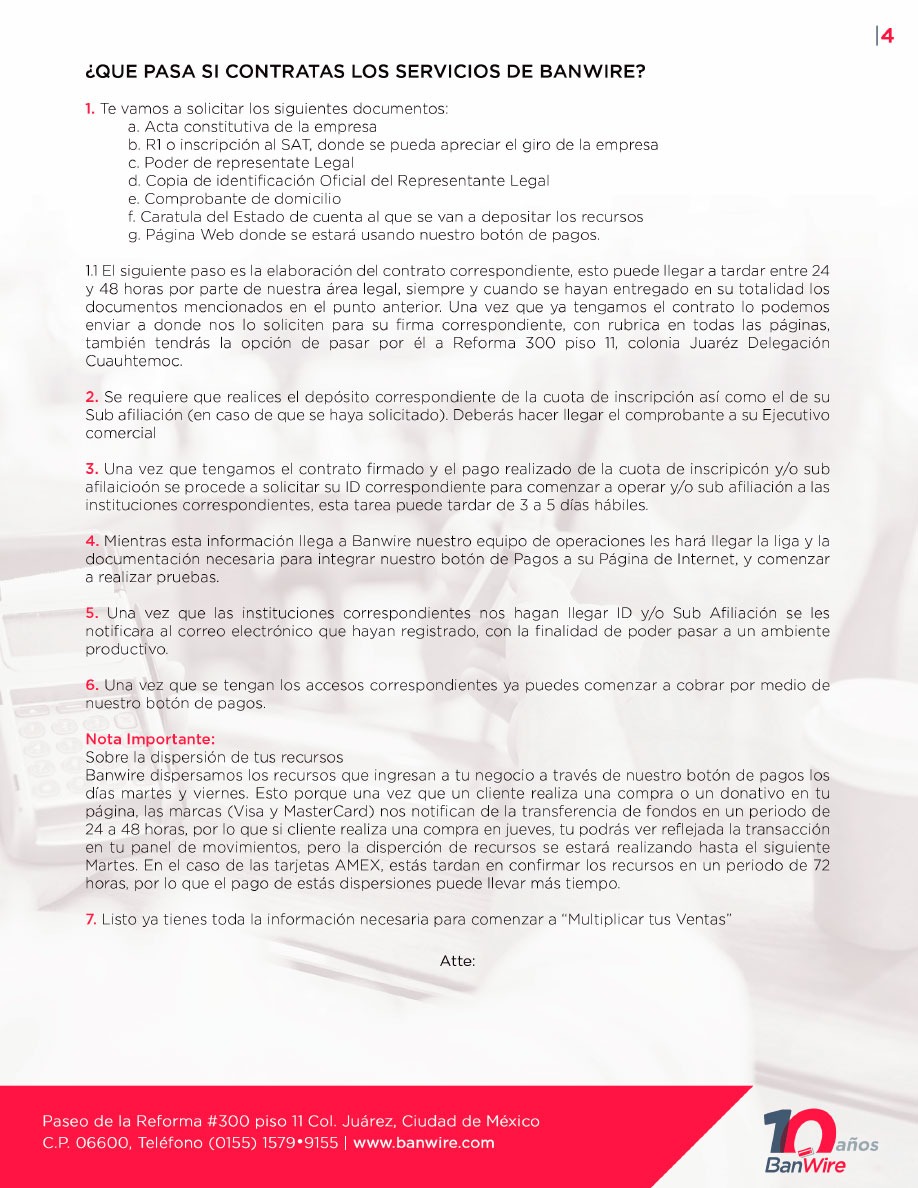 |4
¿QUE PASA SI CONTRATAS LOS SERVICIOS DE BANWIRE?
1. Te vamos a solicitar los siguientes documentos:
a. Acta constitutiva de la empresa
b. R1 o inscripción al SAT, donde se pueda apreciar el giro de la empresa
c. Poder de representate Legal
d. Copia de identificación Oficial del Representante Legal
e. Comprobante de domicilio
f. Caratula del Estado de cuenta al que se van a depositar los recursos
g. Página Web donde se estará usando nuestro botón de pagos.
1.1 El siguiente paso es la elaboración del contrato correspondiente, esto puede llegar a tardar entre 24
y 48 horas por parte de nuestra área legal, siempre y cuando se hayan entregado en su totalidad los
documentos mencionados en el punto anterior. Una vez que ya tengamos el contrato lo podemos
enviar a donde nos lo soliciten para su firma correspondiente, con rubrica en todas las páginas,
también tendrás la opción de pasar por él a Reforma 300 piso 11, colonia Juaréz Delegación
Cuauhtemoc.
2. Se requiere que realices el depósito correspondiente de la cuota de inscripción así como el de su
Sub afiliación (en caso de que se haya solicitado). Deberás hacer llegar el comprobante a su Ejecutivo
comercial
3. Una vez que tengamos el contrato firmado y el pago realizado de la cuota de inscripicón y/o sub
afilaicioón se procede a solicitar su ID correspondiente para comenzar a operar y/o sub afiliación a las
instituciones correspondientes, esta tarea puede tardar de 3 a 5 días hábiles.
4. Mientras esta información llega a Banwire nuestro equipo de operaciones les hará llegar la liga y la
documentación necesaria para integrar nuestro botón de Pagos a su Página de Internet, y comenzar
a realizar pruebas.
5. Una vez que las instituciones correspondientes nos hagan llegar ID y/o Sub Afiliación se les
notificara al correo electrónico que hayan registrado, con la finalidad de poder pasar a un ambiente
productivo.
6. Una vez que se tengan los accesos correspondientes ya puedes comenzar a cobrar por medio de
nuestro botón de pagos.
Nota Importante:
Sobre la dispersión de tus recursos
Banwire dispersamos los recursos que ingresan a tu negocio a través de nuestro botón de pagos los
días martes y viernes. Esto porque una vez que un cliente realiza una compra o un donativo en tu
página, las marcas (Visa y MasterCard) nos notifican de la transferencia de fondos en un periodo de
24 a 48 horas, por lo que si cliente realiza una compra en jueves, tu podrás ver reflejada la transacción
en tu panel de movimientos, pero la disperción de recursos se estará realizando hasta el siguiente
Martes. En el caso de las tarjetas AMEX, estás tardan en confirmar los recursos en un periodo de 72
horas, por lo que el pago de estás dispersiones puede llevar más tiempo.
7. Listo ya tienes toda la información necesaria para comenzar a “Multiplicar tus Ventas”
Atte:
Paseo de la Reforma #300 piso 11 Col. Juárez, Ciudad de México
C.P. 06600, Teléfono (0155) 1579•9155 | www.banwire.com
10 años
BanWire